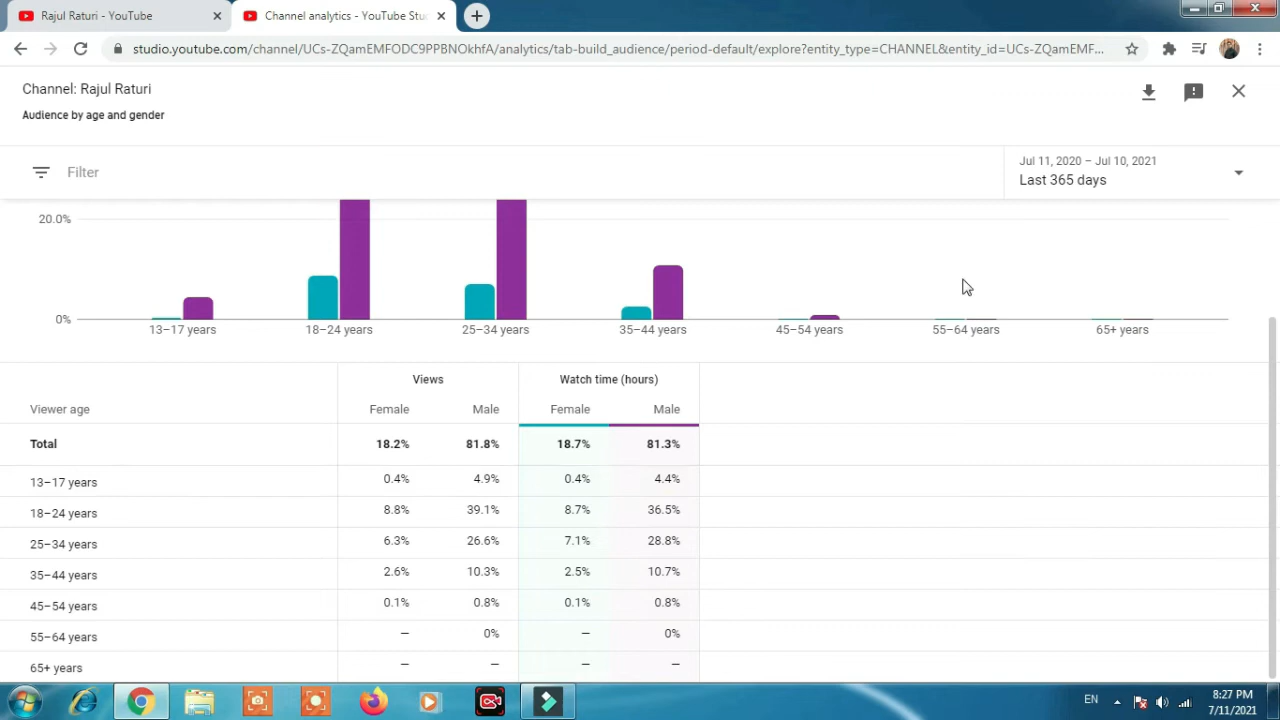 Rajul Raturi - YouTube
Channel analytics - YouTube Stu
studio.youtube.com/channel/UCs-ZQamEMFODC9PPBNOkhfA/analytics/tab-build_audience/period-default/explore?entity_type=CHANNEL&entity_id=UCs-ZQamEMF...
Channel: Rajul Raturi
Audience by age and gender
Filter
Jul 11, 2020 – Jul 10, 2021
Last 365 days
20.0%
0%
13–17 years 18–24 years 25–34 years 35–44 years 45–54 years 55–64 years 65+ years
Views Watch time (hours)
Viewer age Female Male Female Male
Total 18.2% 81.8% 18.7% 81.3%
13–17 years 0.4% 4.9% 0.4% 4.4%
18–24 years 8.8% 39.1% 8.7% 36.5%
25–34 years 6.3% 26.6% 7.1% 28.8%
35–44 years 2.6% 10.3% 2.5% 10.7%
45–54 years 0.1% 0.8% 0.1% 0.8%
55–64 years — 0% — 0%
65+ years — — — —
EN 8:27 PM
7/11/2021